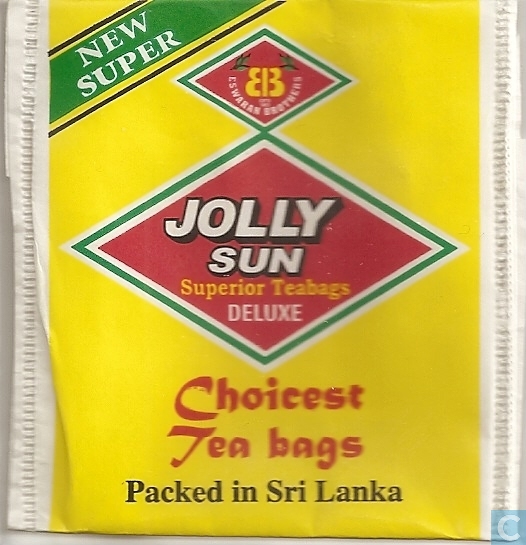 NEW
SUPER
EB
ESWARAN BROTHERS
JOLLY
SUN
Superior Teabags
DELUXE
Choicest
Tea bags
Packed in Sri Lanka
C